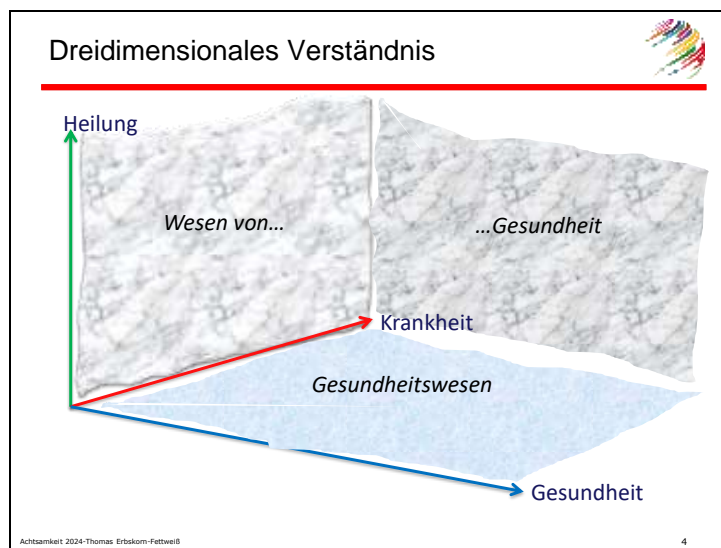 Dreidimensionales Verständnis
Heilung
Wesen von…
…Gesundheit
Krankheit
Gesundheitswesen
Gesundheit
Achtsamkeit 2024-Thomas Erbskorn-Fettweiß
4